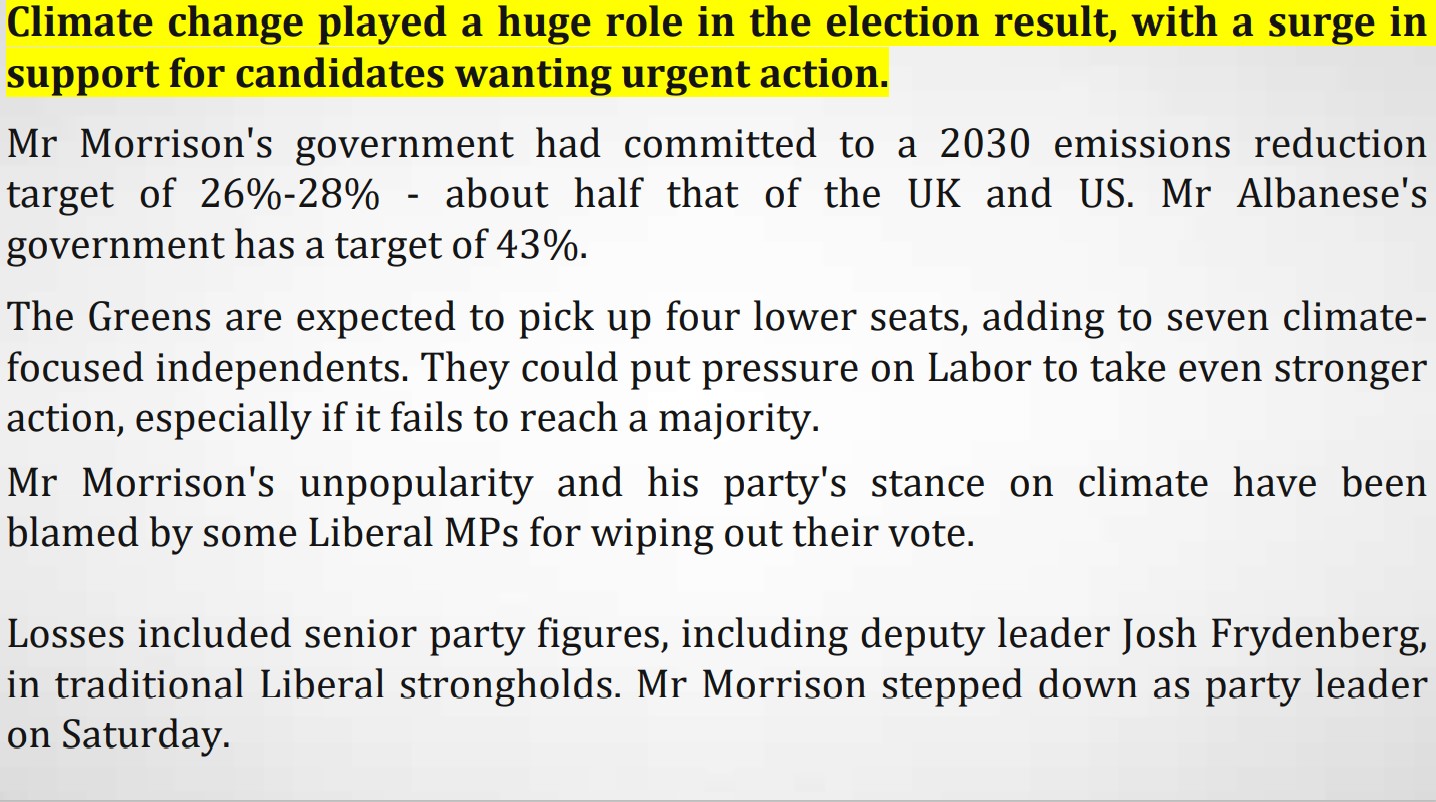 Climate change played a huge role in the election result, with a surge in
support for candidates wanting urgent action.
Mr Morrison's government had committed to a 2030 emissions reduction
target of 26%-28% - about half that of the UK and US. Mr Albanese's
government has a target of 43%.
The Greens are expected to pick up four lower seats, adding to seven climate-
focused independents. They could put pressure on Labor to take even stronger
action, especially if it fails to reach a majority.
Mr Morrison's unpopularity and his party's stance on climate have been
blamed by some Liberal MPs for wiping out their vote.
Losses included senior party figures, including deputy leader Josh Frydenberg,
in traditional Liberal strongholds. Mr Morrison stepped down as party leader
on Saturday.